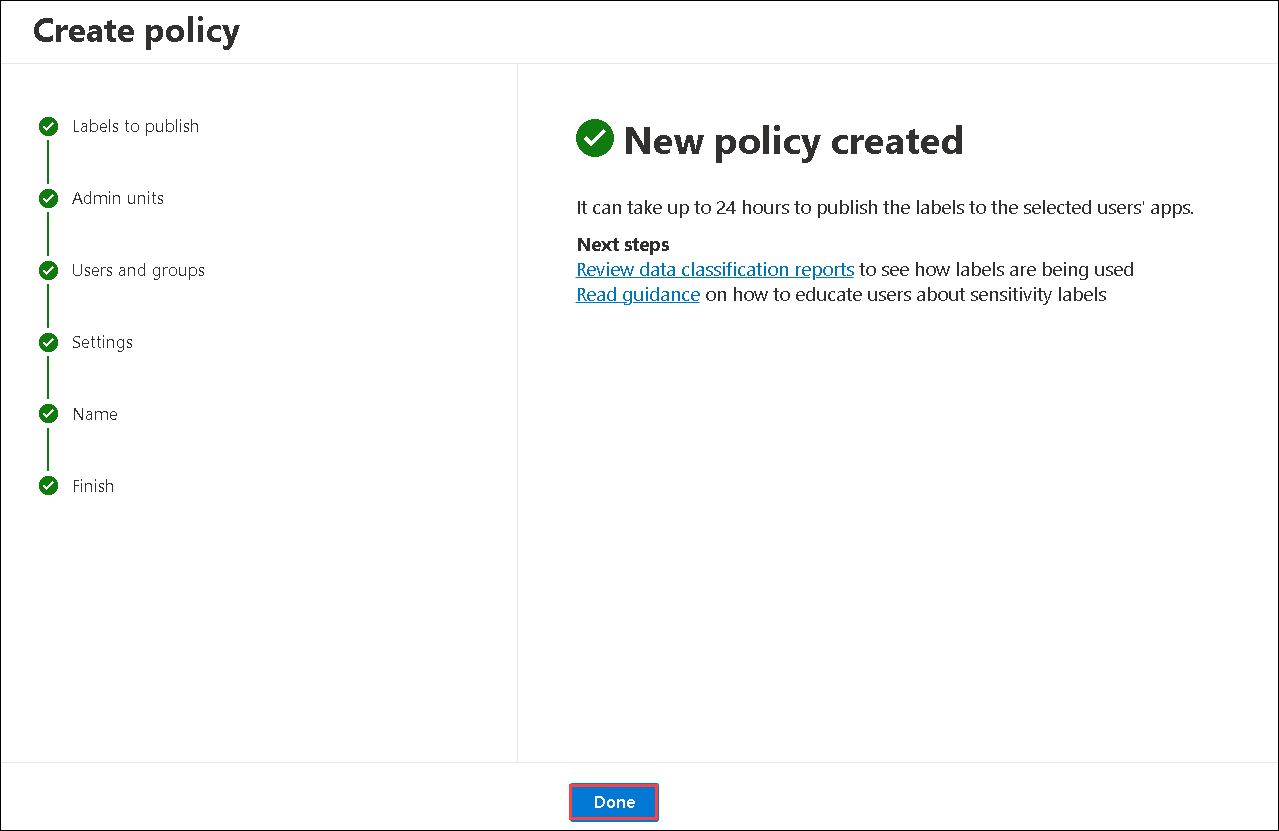 Create policy
Labels to publish
Admin units
Users and groups
Settings
Name
Finish
New policy created
It can take up to 24 hours to publish the labels to the selected users' apps.
Next steps
Review data classification reports to see how labels are being used
Read guidance on how to educate users about sensitivity labels
Done